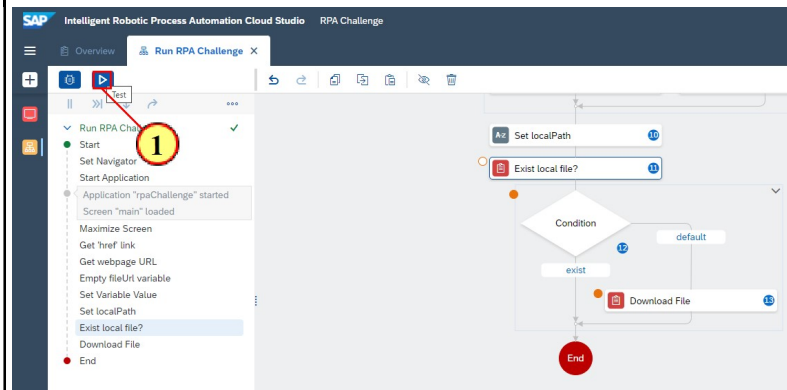 SAP Intelligent Robotic Process Automation Cloud Studio RPA Challenge
Overview Run RPA Challenge
Test
Run RPA Cha
1
Start
Set Navigator
Start Application
Application "rpaChallenge" started
Screen "main" loaded
Maximize Screen
Get 'href' link
Get webpage URL
Empty fileUrl variable
Set Variable Value
Set localPath
Exist local file?
Download File
End
A-z Set localPath 10
Exist local file? 11
Condition
12
default
exist
Download File 13
End